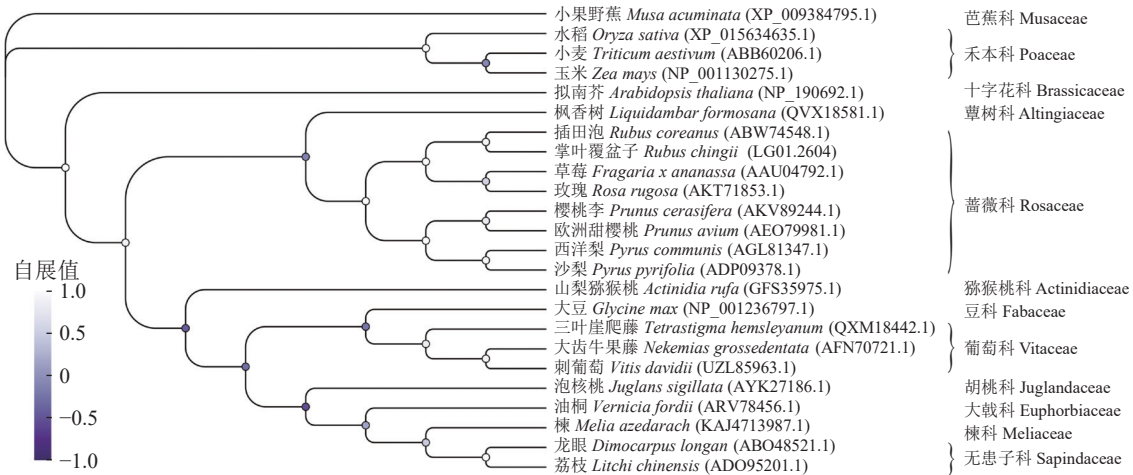 小果野蕉 Musa acuminata (XP_009384795.1)
芭蕉科 Musaceae
水稻 Oryza sativa (XP_015634635.1)
小麦 Triticum aestivum (ABB60206.1)
禾本科 Poaceae
玉米 Zea mays (NP_001130275.1)
拟南芥 Arabidopsis thaliana (NP_190692.1)
十字花科 Brassicaceae
枫香树 Liquidambar formosana (QVX18581.1)
蕈树科 Altingiaceae
插田泡 Rubus coreanus (ABW74548.1)
掌叶覆盆子 Rubus chingii (LG01.2604)
草莓 Fragaria x ananassa (AAU04792.1)
玫瑰 Rosa rugosa (AKT71853.1)
蔷薇科 Rosaceae
樱桃李 Prunus cerasifera (AKV89244.1)
欧洲甜樱桃 Prunus avium (AEO79981.1)
西洋梨 Pyrus communis (AGL81347.1)
沙梨 Pyrus pyrifolia (ADP09378.1)
山梨猕猴桃 Actinidia rufa (GFS35975.1)
猕猴桃科 Actinidiaceae
大豆 Glycine max (NP_001236797.1)
豆科 Fabaceae
三叶崖爬藤 Tetrastigma hemsleyanum (QXM18442.1)
大齿牛果藤 Nekemias grossedentata (AFN70721.1)
葡萄科 Vitaceae
刺葡萄 Vitis davidii (UZL85963.1)
泡核桃 Juglans sigillata (AYK27186.1)
胡桃科 Juglandaceae
油桐 Vernicia fordii (ARV78456.1)
大戟科 Euphorbiaceae
楝 Melia azedarach (KAJ4713987.1)
楝科 Meliaceae
龙眼 Dimocarpus longan (ABO48521.1)
无患子科 Sapindaceae
荔枝 Litchi chinensis (ADO95201.1)
自展值
1.0
0.5
0
−0.5
−1.0